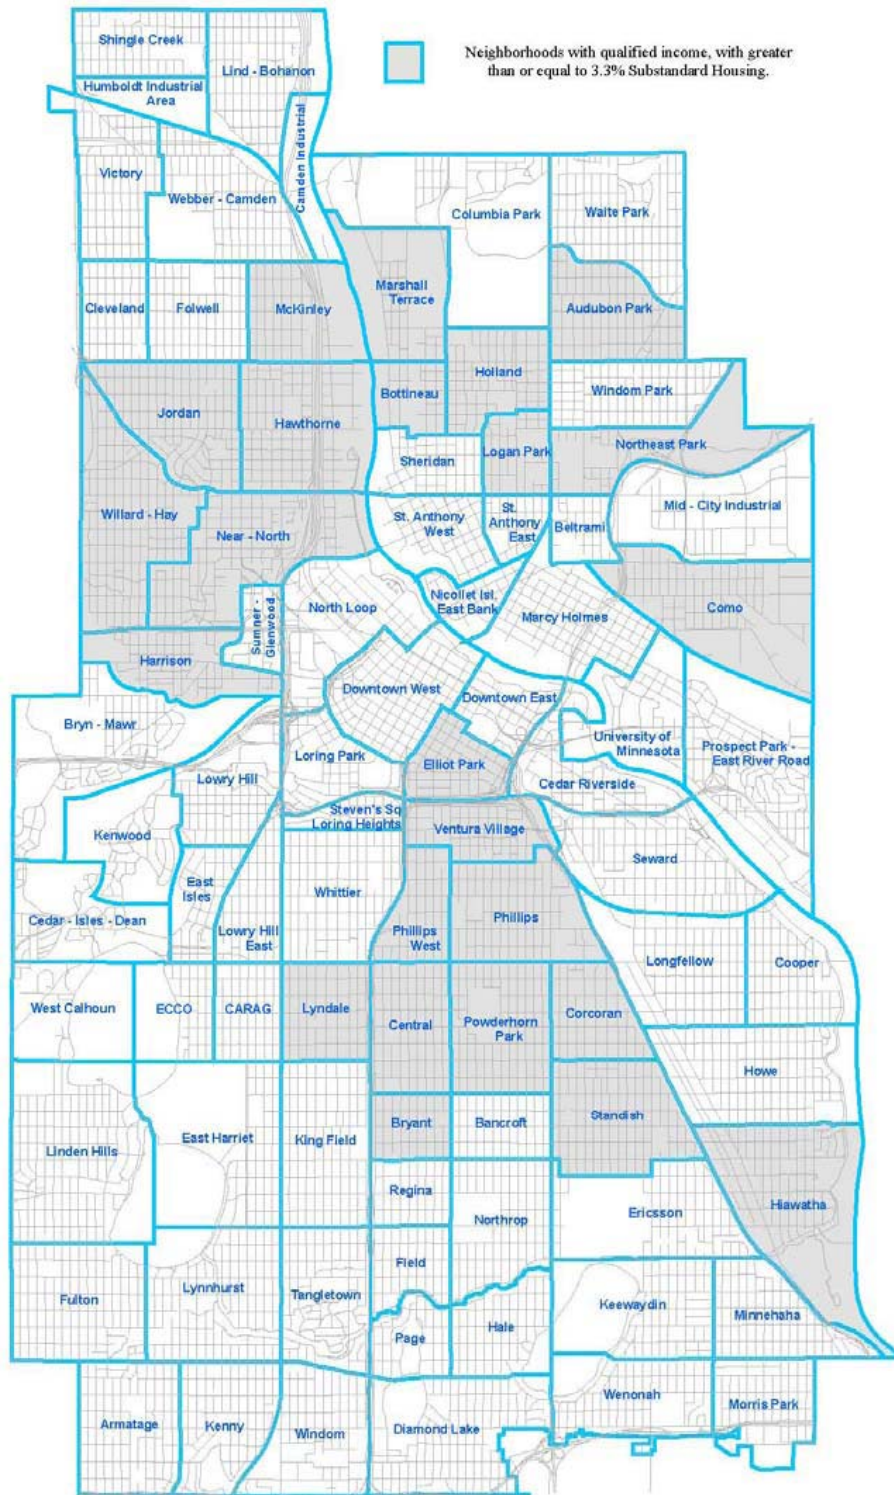 Shingle Creek
Neighborhoods with qualified income, with greater
than or equal to 3.3% Substandard Housing.
Lind - Bohanon
Humboldt Industrial
Area
Camden Industrial
Victory
Webber - Camden
Columbia Park
Waite Park
Marshall
Terrace
Cleveland
Folwell
McKinley
Audubon Park
Holland
Bottineau
Windom Park
Jordan
Hawthorne
Northeast Park
Logan Park
Sheridan
Willard - Hay
Near - North
St. Anthony
West
St.
Anthony
East
Beltrami
Mid - City Industrial
North Loop
Nicollet Isl.
East Bank
Marcy Holmes
Como
Sumner -
Glenwood
Harrison
Downtown West
Downtown East
Bryn - Mawr
Loring Park
Elliot Park
University of
Minnesota
Prospect Park -
East River Road
Lowry Hill
Cedar Riverside
Steven's Sq
Loring Heights
Ventura Village
Kenwood
Seward
East
Isles
Whittier
Cedar - Isles - Dean
Lowry Hill
East
Phillips
West
Phillips
Longfellow
Cooper
West Calhoun
ECCO
CARAG
Lyndale
Central
Powderhorn
Park
Corcoran
Howe
Bryant
Bancroft
Standish
Linden Hills
East Harriet
King Field
Regina
Northrop
Ericsson
Hiawatha
Field
Fulton
Lynnhurst
Tangletown
Page
Hale
Keewaydin
Minnehaha
Wenonah
Morris Park
Armatage
Kenny
Windom
Diamond Lake